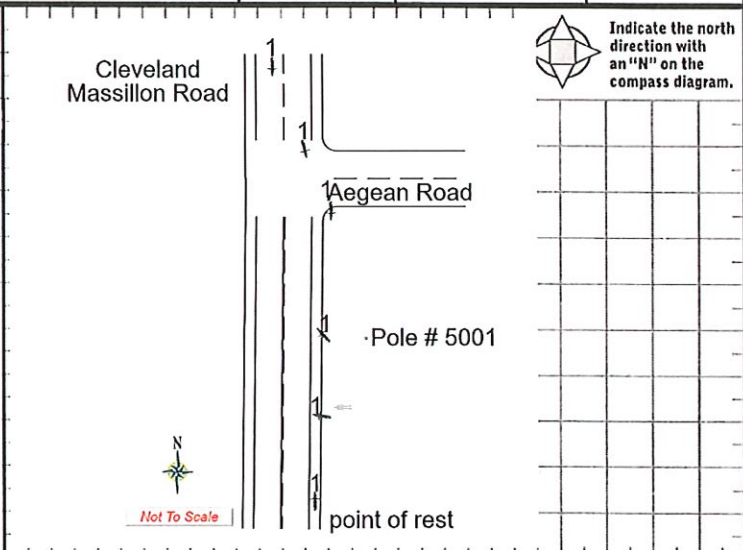 Indicate the north
direction with
an "N" on the
compass diagram.
Cleveland
Massillon Road
1
1
1
Aegean Road
1
Pole # 5001
1
N
1
Not To Scale
point of rest